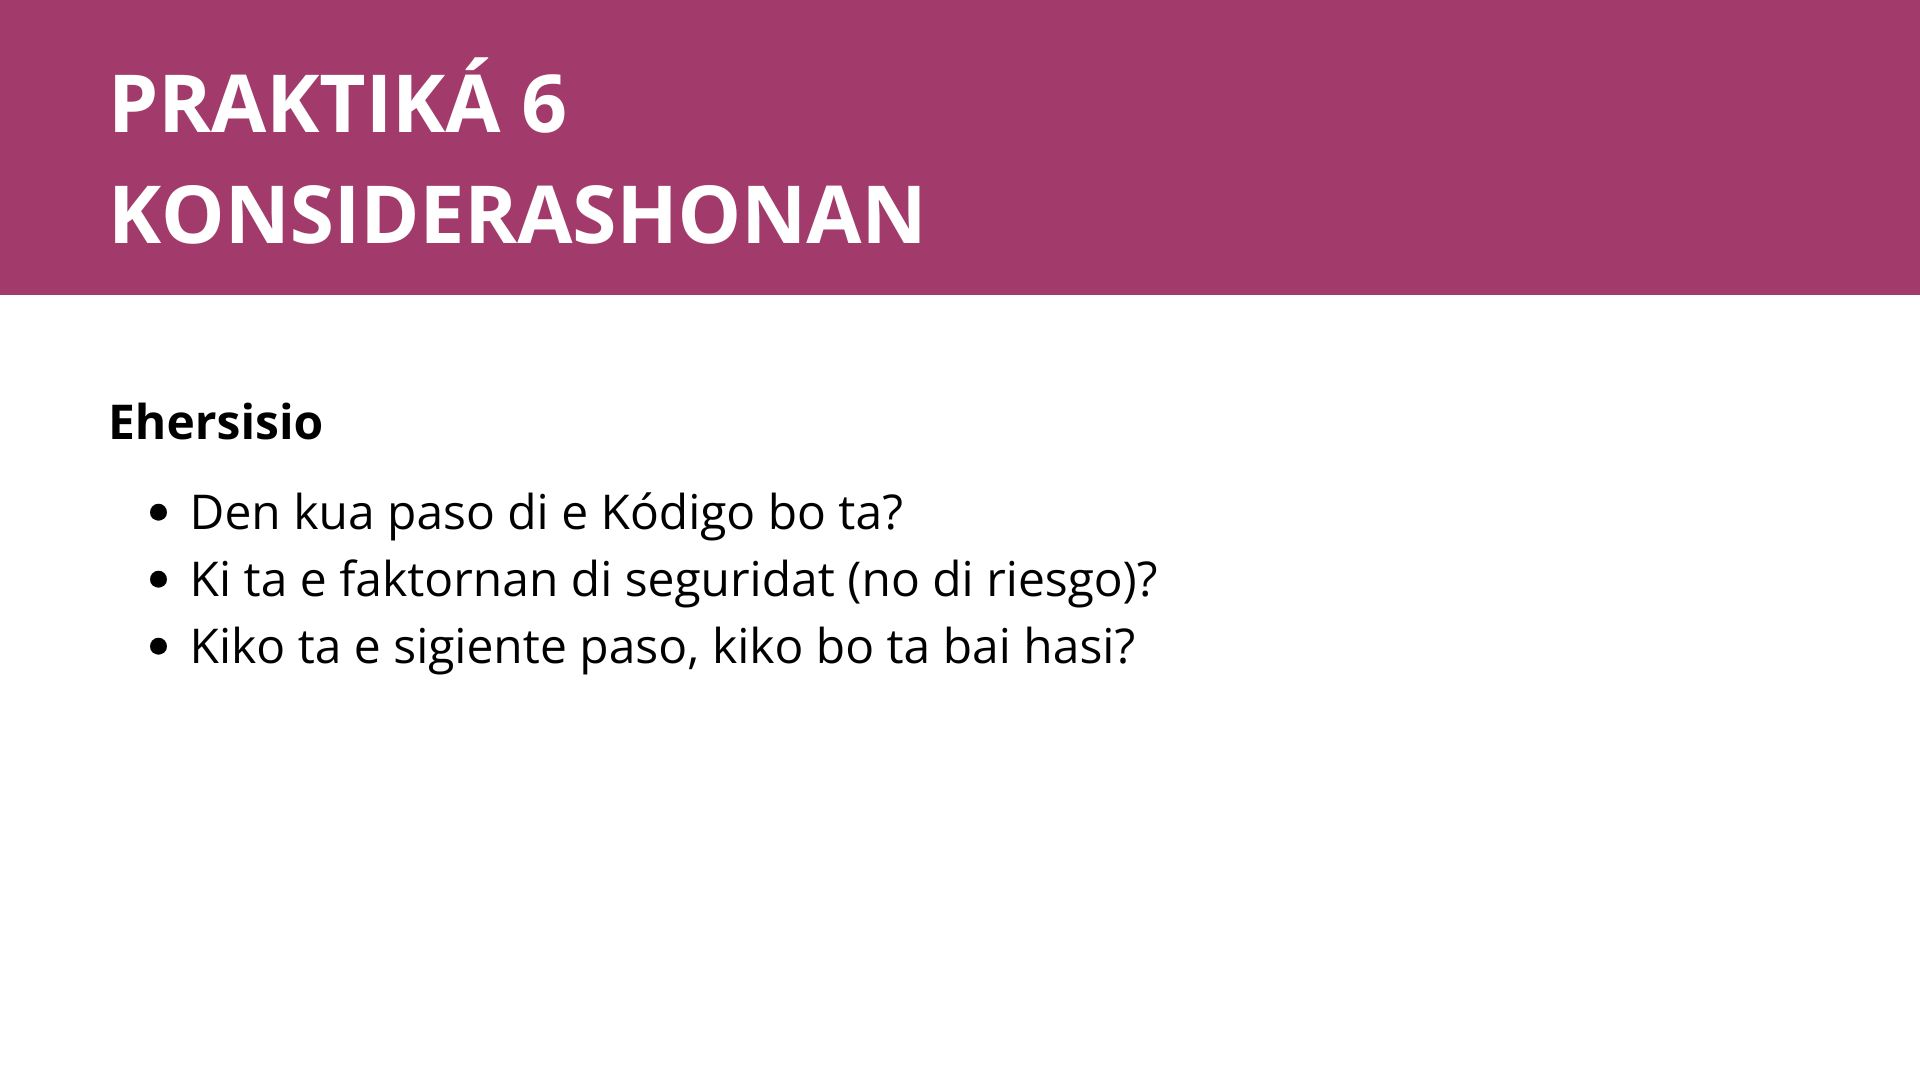 PRAKTIKÁ 6
KONSIDERASHONAN
Ehersisio
• Den kua paso di e Kódigo bo ta?
• Ki ta e faktornan di seguridat (no di riesgo)?
• Kiko ta e sigiente paso, kiko bo ta bai hasi?